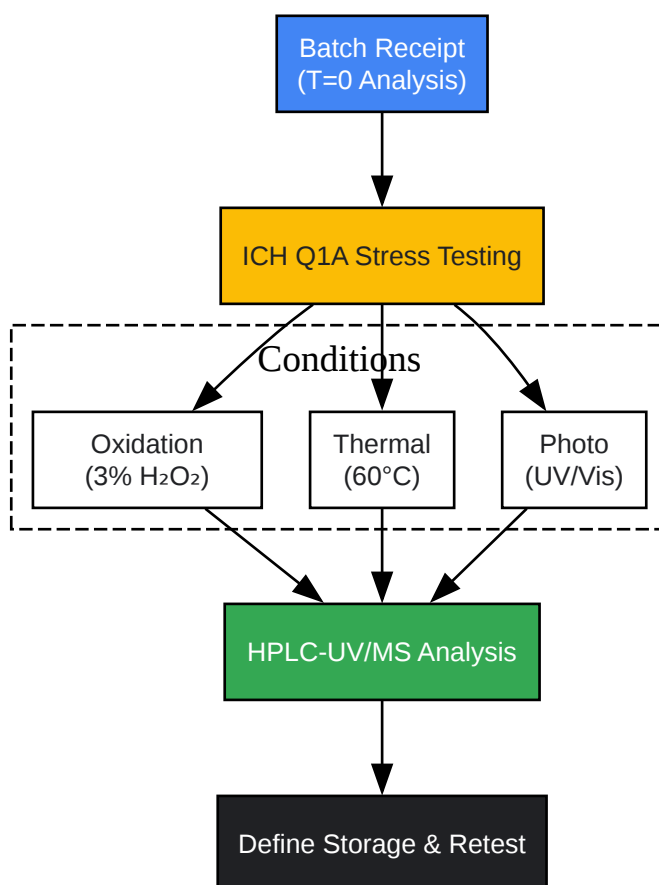 Batch Receipt
(T=0 Analysis)
ICH Q1A Stress Testing
Conditions
Oxidation
(3% H₂O₂)
Thermal
(60°C)
Photo
(UV/Vis)
HPLC-UV/MS Analysis
Define Storage & Retest